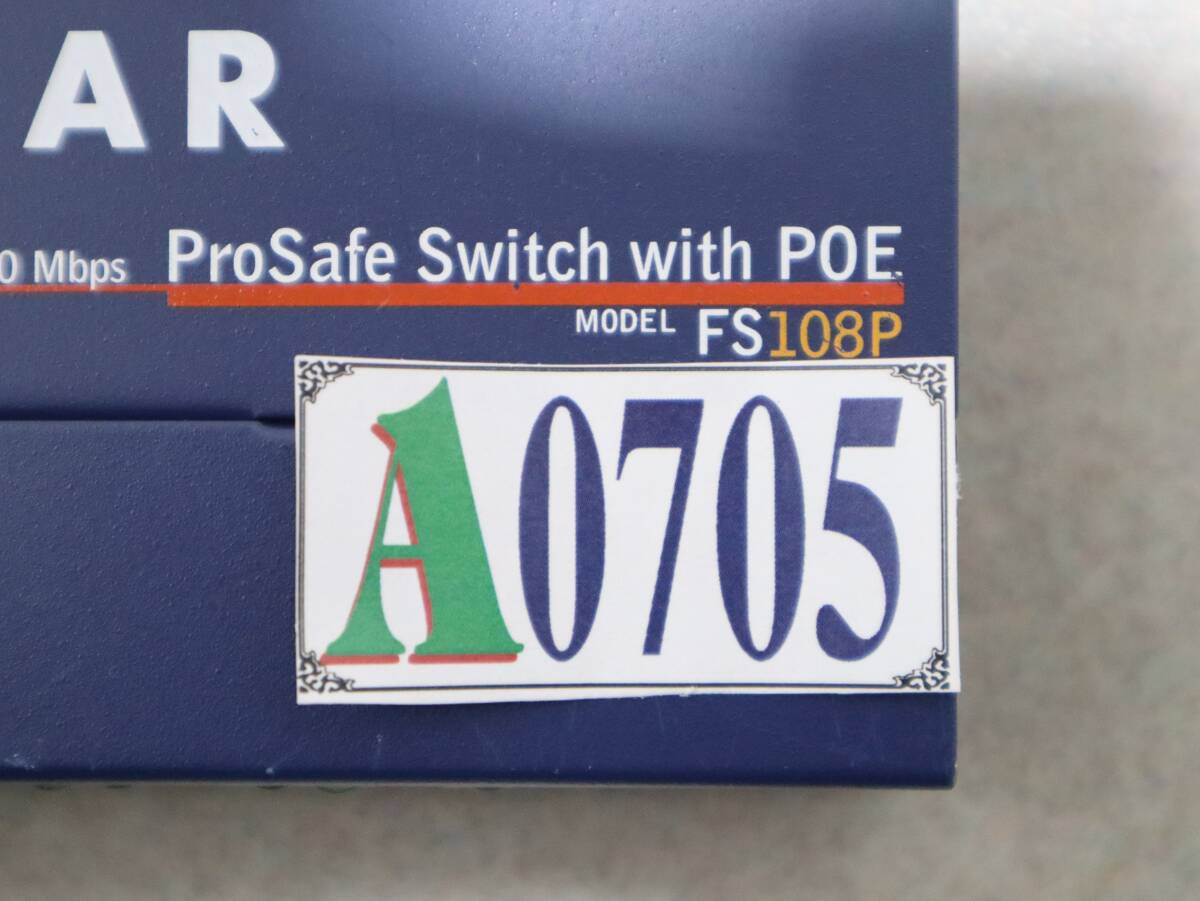 AR
0 Mbps ProSafe Switch with POE
MODEL FS108P
A0705